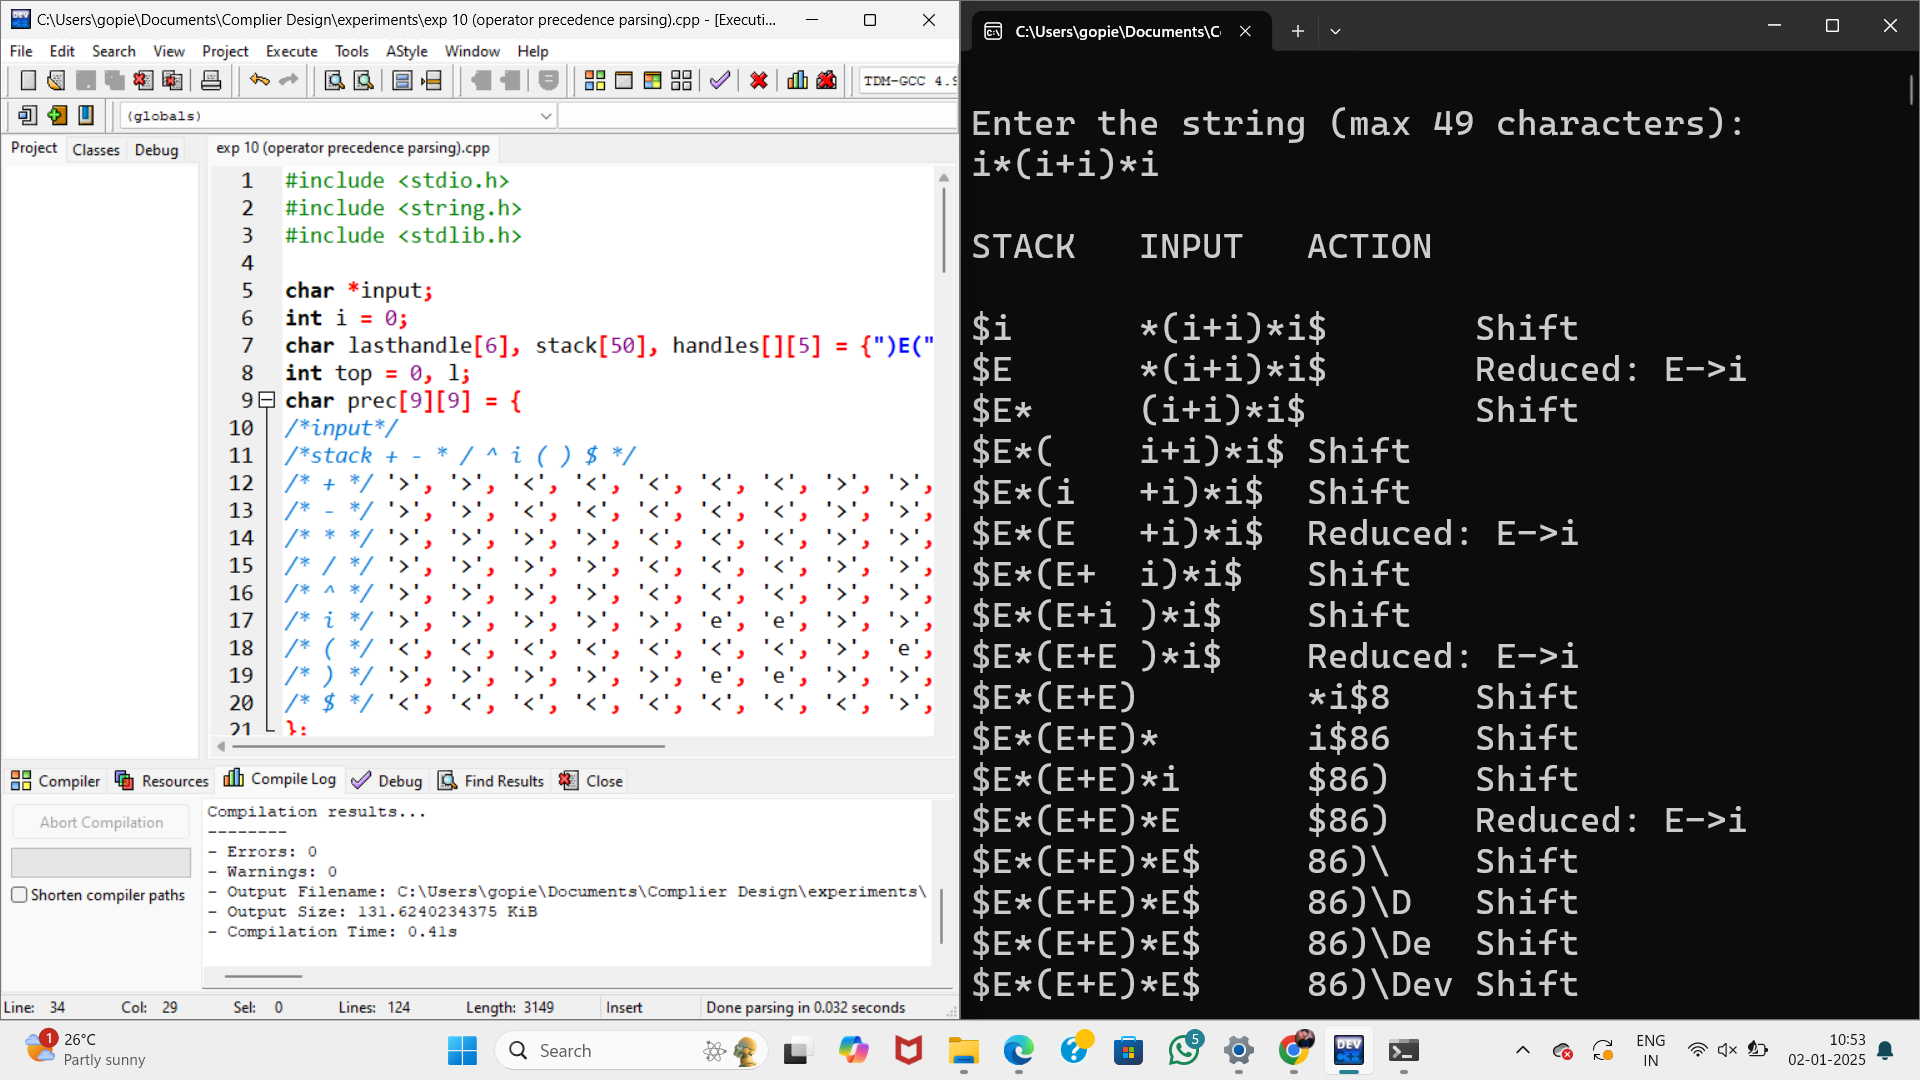 C:\Users\gopie\Documents\Complier Design\experiments\exp 10 (operator precedence parsing).cpp - [Executi...
File Edit Search View Project Execute Tools AStyle Window Help
TDM-GCC 4.9
(globals)
Project Classes Debug
exp 10 (operator precedence parsing).cpp
1 #include <stdio.h>
2 #include <string.h>
3 #include <stdlib.h>
4
5 char *input;
6 int i = 0;
7 char lasthandle[6], stack[50], handles[][5] = {")E("
8 int top = 0, l;
9 char prec[9][9] = {
10 /*input*/
11 /*stack + - * / ^ i ( ) $ */
12 /* + */ '>', '>', '<', '<', '<', '<', '<', '>', '>',
13 /* - */ '>', '>', '<', '<', '<', '<', '<', '>', '>',
14 /* * */ '>', '>', '>', '>', '<', '<', '<', '>', '>',
15 /* / */ '>', '>', '>', '>', '<', '<', '<', '>', '>',
16 /* ^ */ '>', '>', '>', '>', '<', '<', '<', '>', '>',
17 /* i */ '>', '>', '>', '>', '>', 'e', 'e', '>', '>',
18 /* ( */ '<', '<', '<', '<', '<', '<', '<', '>', 'e',
19 /* ) */ '>', '>', '>', '>', '>', 'e', 'e', '>', '>',
20 /* $ */ '<', '<', '<', '<', '<', '<', '<', '<', '>',
21 };
Compiler Resources Compile Log Debug Find Results Close
Abort Compilation
Shorten compiler paths
Compilation results...
--------
- Errors: 0
- Warnings: 0
- Output Filename: C:\Users\gopie\Documents\Complier Design\experiments\
- Output Size: 131.6240234375 KiB
- Compilation Time: 0.41s
Line: 34 Col: 29 Sel: 0 Lines: 124 Length: 3149 Insert Done parsing in 0.032 seconds
C:\Users\gopie\Documents\C
Enter the string (max 49 characters):
i*(i+i)*i
STACK INPUT ACTION
$i *(i+i)*i$ Shift
$E *(i+i)*i$ Reduced: E->i
$E* (i+i)*i$ Shift
$E*( i+i)*i$ Shift
$E*(i +i)*i$ Shift
$E*(E +i)*i$ Reduced: E->i
$E*(E+ i)*i$ Shift
$E*(E+i )*i$ Shift
$E*(E+E )*i$ Reduced: E->i
$E*(E+E) *i$8 Shift
$E*(E+E)* i$86 Shift
$E*(E+E)*i $86) Shift
$E*(E+E)*E $86) Reduced: E->i
$E*(E+E)*E$ 86)\ Shift
$E*(E+E)*E$ 86)\D Shift
$E*(E+E)*E$ 86)\De Shift
$E*(E+E)*E$ 86)\Dev Shift
1
26°C
Partly sunny
Search
5
DEV
ENG
IN
10:53
02-01-2025